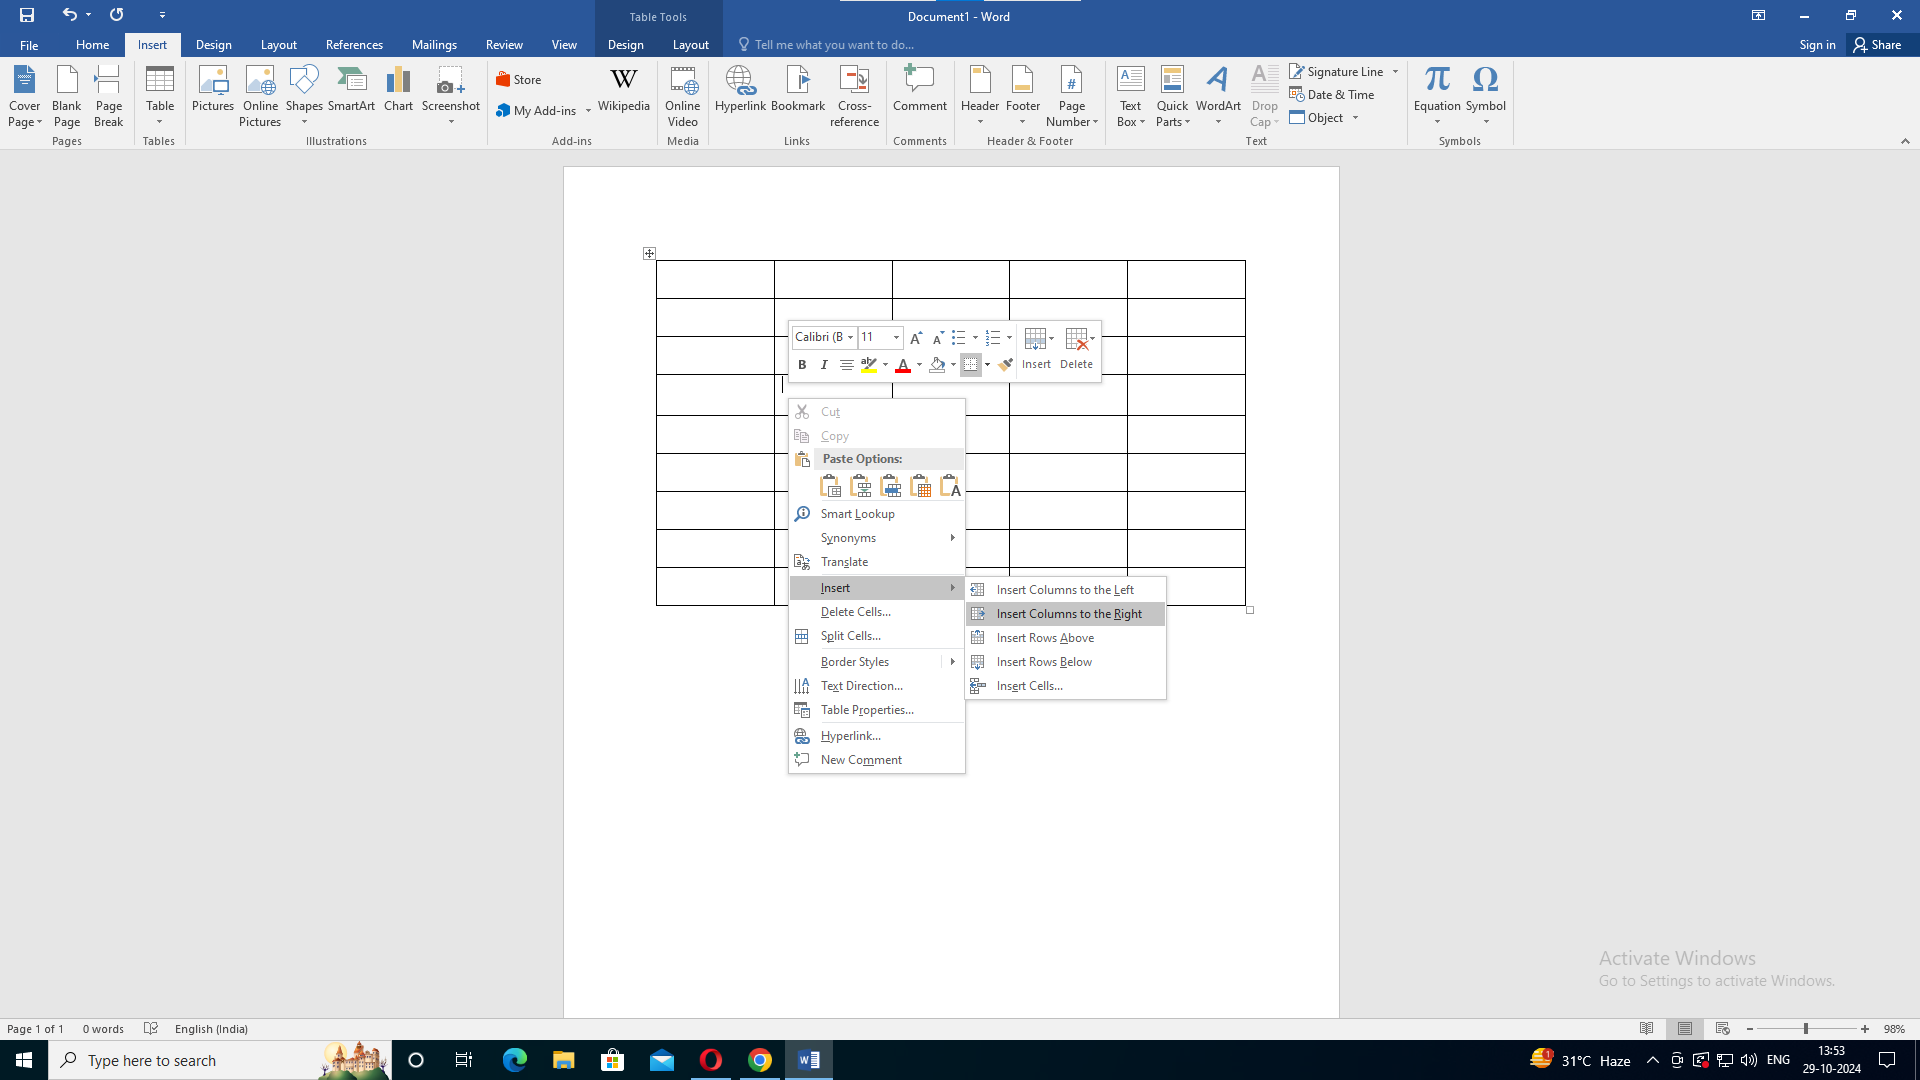 Table Tools
Document1 - Word
File Home Insert Design Layout References Mailings Review View Design Layout Tell me what you want to do... Sign in Share
Cover Page
Blank Page
Page Break
Pages
Table
Tables
Pictures
Online Pictures
Shapes
SmartArt
Chart
Screenshot
Illustrations
Store
My Add-ins
W
Wikipedia
Add-ins
Online Video
Media
Hyperlink
Bookmark
Cross-reference
Links
Comment
Comments
Header
Footer
Page Number
Header & Footer
Text Box
Quick Parts
WordArt
Drop Cap
Signature Line
Date & Time
Object
Text
Equation
Symbol
Symbols
Calibri (B 11
Insert Delete
Cut
Copy
Paste Options:
Smart Lookup
Synonyms
Translate
Insert
Delete Cells...
Split Cells...
Border Styles
Text Direction...
Table Properties...
Hyperlink...
New Comment
Insert Columns to the Left
Insert Columns to the Right
Insert Rows Above
Insert Rows Below
Insert Cells...
Activate Windows
Go to Settings to activate Windows.
Page 1 of 1 0 words English (India) 98%
Type here to search
1
31°C Haze
ENG
13:53
29-10-2024